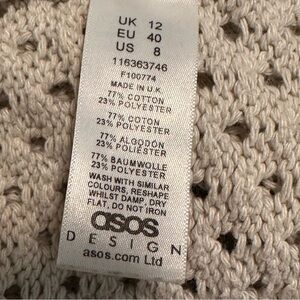 UK 12
EU 40
US 8
116363746
F100774
MADE IN U.K
77% COTTON
23% POLYESTER
77% COTON
23% POLYESTER
77% ALGODÓN
23% POLIÉSTER
77% BAUMWOLLE
23% POLYESTER
WASH WITH SIMILAR
COLOURS, RESHAPE
WHILST DAMP, DRY
FLAT, DO NOT IRON
asos
DESIGN
asos.com Ltd